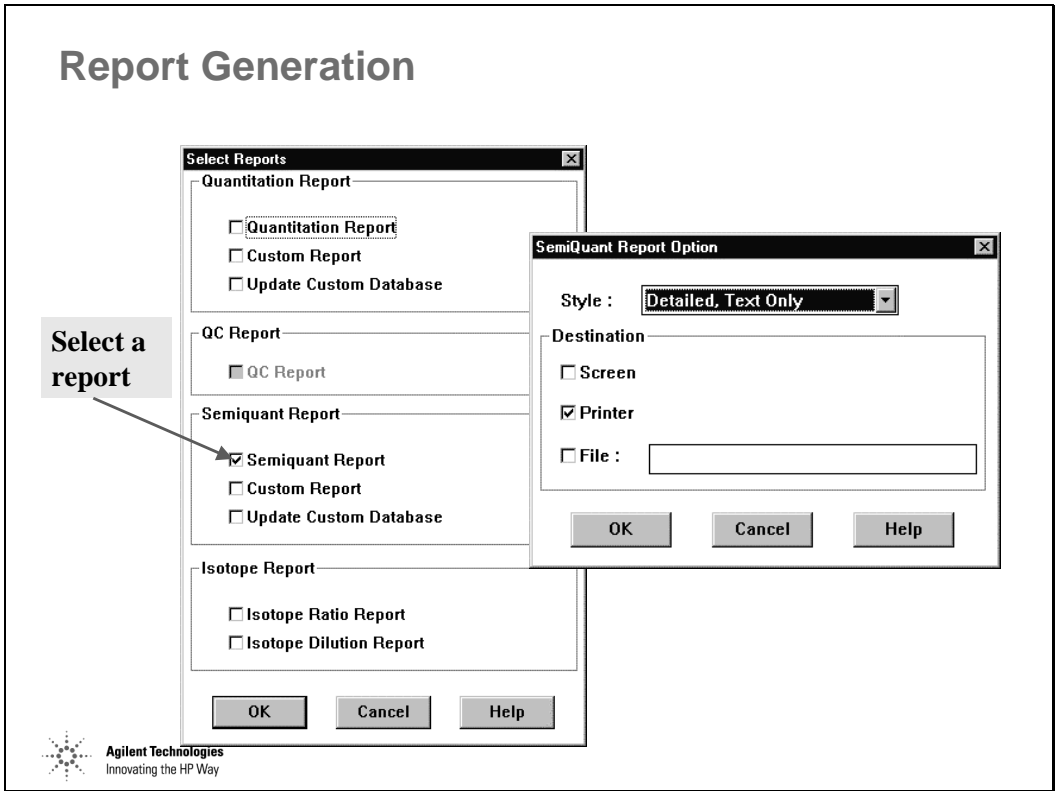 Report Generation
Select Reports
Quantitation Report
Quantitation Report
Custom Report
Update Custom Database
QC Report
QC Report
Semiquant Report
Semiquant Report
Custom Report
Update Custom Database
Isotope Report
Isotope Ratio Report
Isotope Dilution Report
OK Cancel Help
Select a
report
SemiQuant Report Option
Style : Detailed, Text Only
Destination
Screen
Printer
File :
OK Cancel Help
Agilent Technologies
Innovating the HP Way